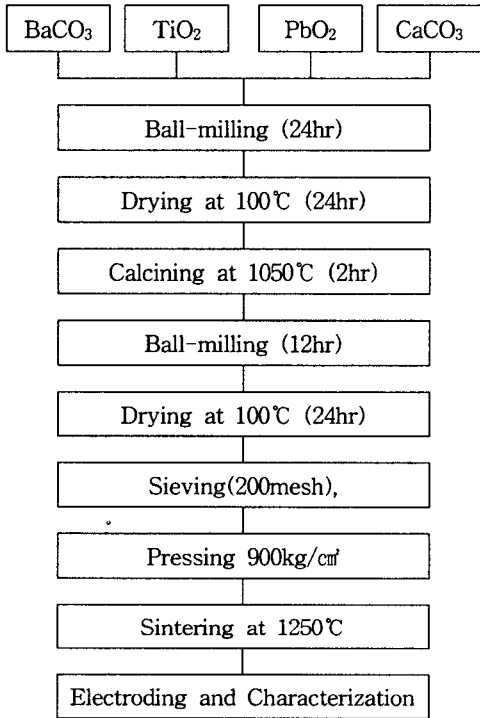 BaCO₃ TiO₂ PbO₂ CaCO₃
Ball-milling (24hr)
Drying at 100℃ (24hr)
Calcining at 1050℃ (2hr)
Ball-milling (12hr)
Drying at 100℃ (24hr)
Sieving(200mesh),
Pressing 900kg/㎠
Sintering at 1250℃
Electroding and Characterization